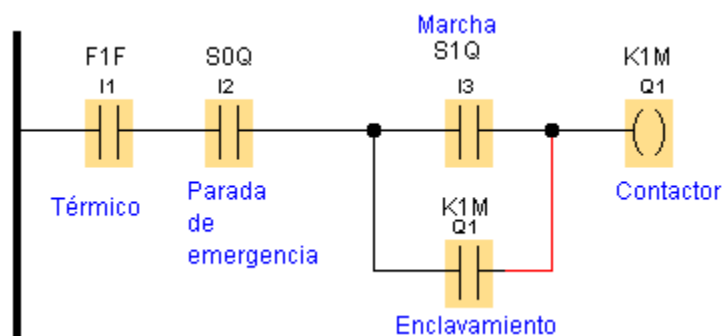 F1F
I1
Térmico
S0Q
I2
Parada
de
emergencia
Marcha
S1Q
I3
K1M
Q1
Enclavamiento
K1M
Q1
Contactor